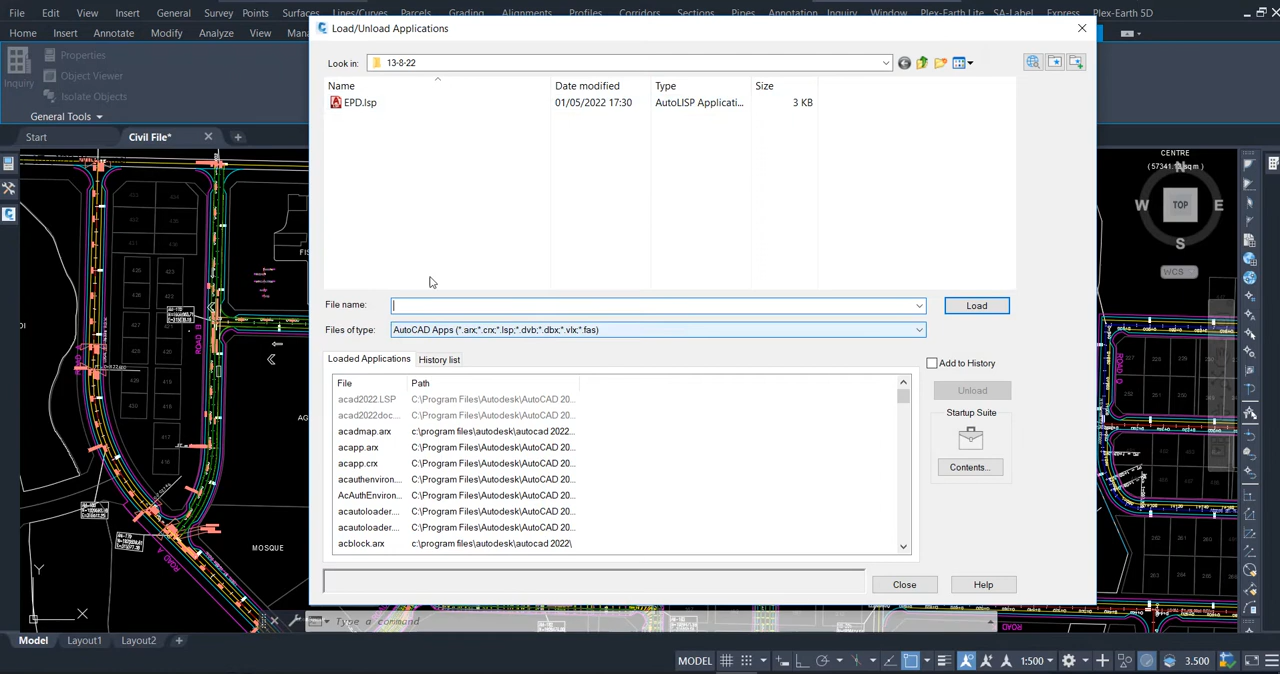 File Edit View Insert General Survey Points Surfaces Lines/Curves Parcels Grading Alignments Profiles Corridors Sections Pipes Annotation Inquiry Window Plex-Earth Lite SA-Label Express Plex-Earth 5D
Load/Unload Applications
Home Insert Annotate Modify Analyze View
Look in: 13-8-22
Properties
Object Viewer
Isolate Objects
Inquiry
General Tools
Name Date modified Type Size
EPD.lsp 01/05/2022 17:30 AutoLISP Applicati... 3 KB
Start Civil File*
CENTRE
N
W TOP E
S
WCS
File name: Load
Files of type: AutoCAD Apps (*.arx;*.crx;*.lsp;*.dvb;*.dbx;*.vlx;*.fas)
Loaded Applications History list Add to History
File Path Unload
acad2022.LSP C:\Program Files\Autodesk\AutoCAD 20...
acad2022doc... C:\Program Files\Autodesk\AutoCAD 20...
acadmap.arx c:\program files\autodesk\autocad 2022...
acapp.arx C:\Program Files\Autodesk\AutoCAD 20...
acapp.crx C:\Program Files\Autodesk\AutoCAD 20...
acauthenviron... C:\Program Files\Autodesk\AutoCAD 20...
AcAuthEnviron... C:\Program Files\Autodesk\AutoCAD 20...
acautoloader.... C:\Program Files\Autodesk\AutoCAD 20...
acautoloader.... C:\Program Files\Autodesk\AutoCAD 20...
acblock.arx c:\program files\autodesk\autocad 2022\
Startup Suite
Contents...
Close Help
MOSQUE
ROAD A
Y
X
Type a command
Model Layout1 Layout2
MODEL 1:500 3.500